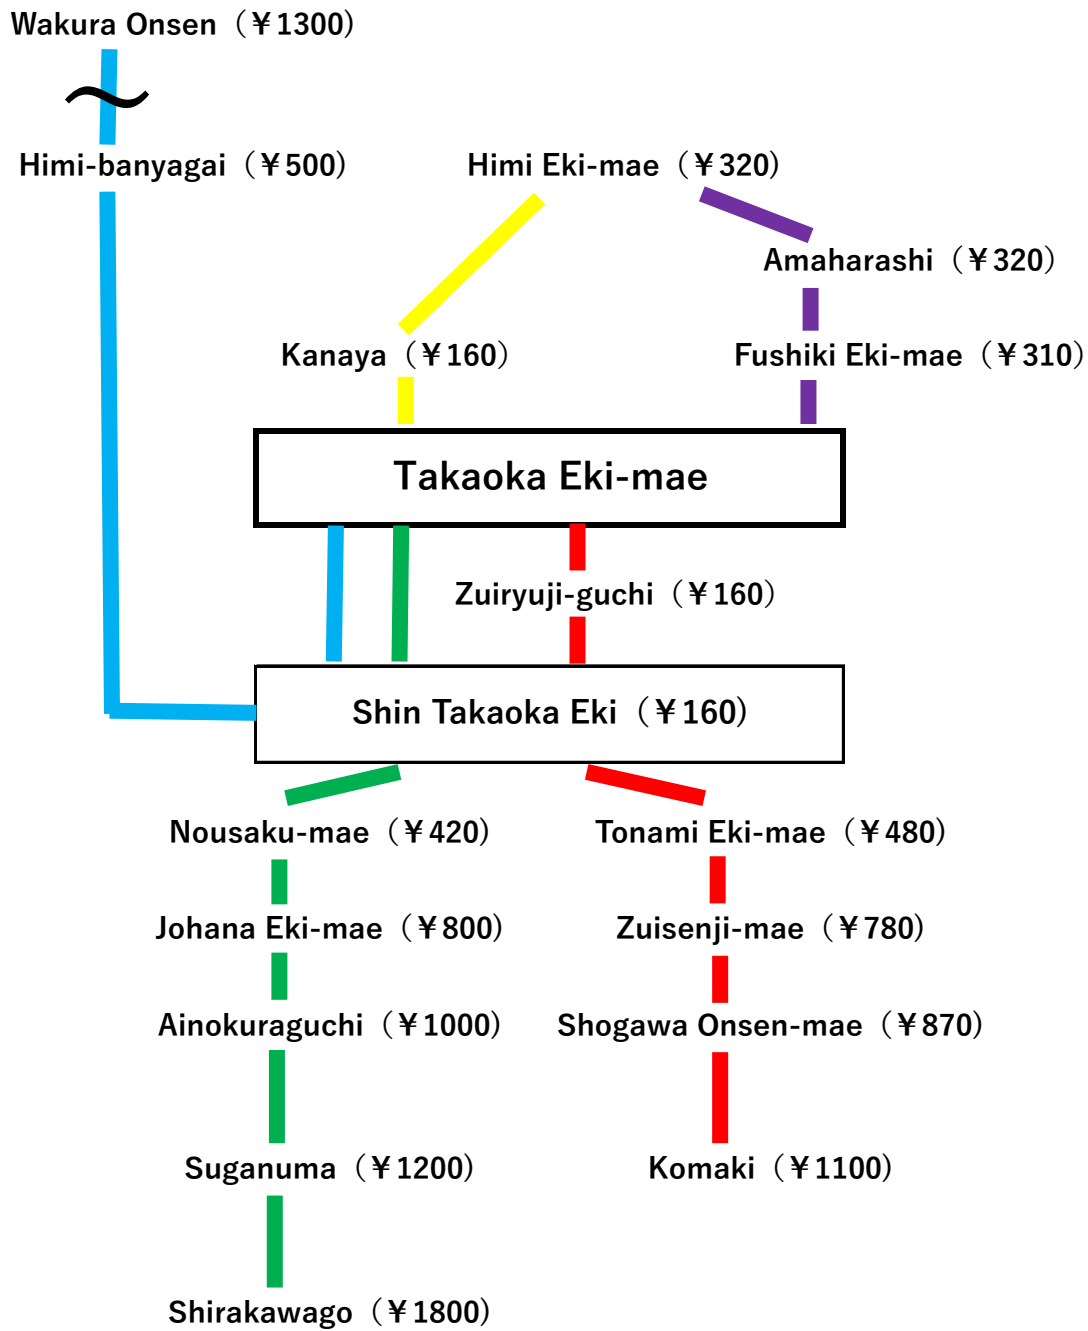 Wakura Onsen（￥1300）
Himi-banyagai（￥500）
Himi Eki-mae（￥320）
Amaharashi（￥320）
Kanaya（￥160）
Fushiki Eki-mae（￥310）
Takaoka Eki-mae
Zuiryuji-guchi（￥160）
Shin Takaoka Eki（￥160）
Nousaku-mae（￥420）
Tonami Eki-mae（￥480）
Johana Eki-mae（￥800）
Zuisenji-mae（￥780）
Ainokuraguchi（￥1000）
Shogawa Onsen-mae（￥870）
Suganuma（￥1200）
Komaki（￥1100）
Shirakawago（￥1800）